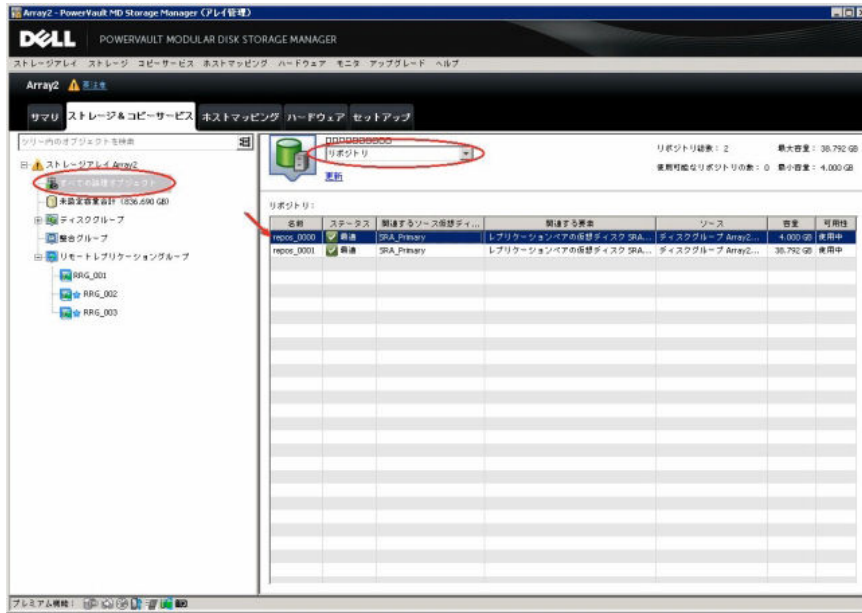 Array2 - PowerVault MD Storage Manager (アレイ管理)
DELL POWERVAULT MODULAR DISK STORAGE MANAGER
ストレージアレイ ストレージ コピーサービス ホストマッピング ハードウェア モニタ アップグレード ヘルプ
Array2 要注意
サマリ ストレージ&コピーサービス ホストマッピング ハードウェア セットアップ
ツリー内のオブジェクトを検索
ストレージアレイ Array2
すべての論理オブジェクト
未設定容量合計 (836.690 GB)
ディスクグループ
整合グループ
リモートレプリケーショングループ
RRG_001
RRG_002
RRG_003
リポジトリ
更新
リポジトリ総数: 2 最大容量: 38.792 GB
使用可能なリポジトリの数: 0 最小容量: 4.000 GB
リポジトリ:
名前 ステータス 関連するソース仮想ディ... 関連する要素 ソース 容量 可用性
repos_0000 最適 SRA_Primary レプリケーションペアの仮想ディスク SRA... ディスクグループ Array2... 4.000 GB 使用中
repos_0001 最適 SRA_Primary レプリケーションペアの仮想ディスク SRA... ディスクグループ Array2... 38.792 GB 使用中
プレミアム機能: